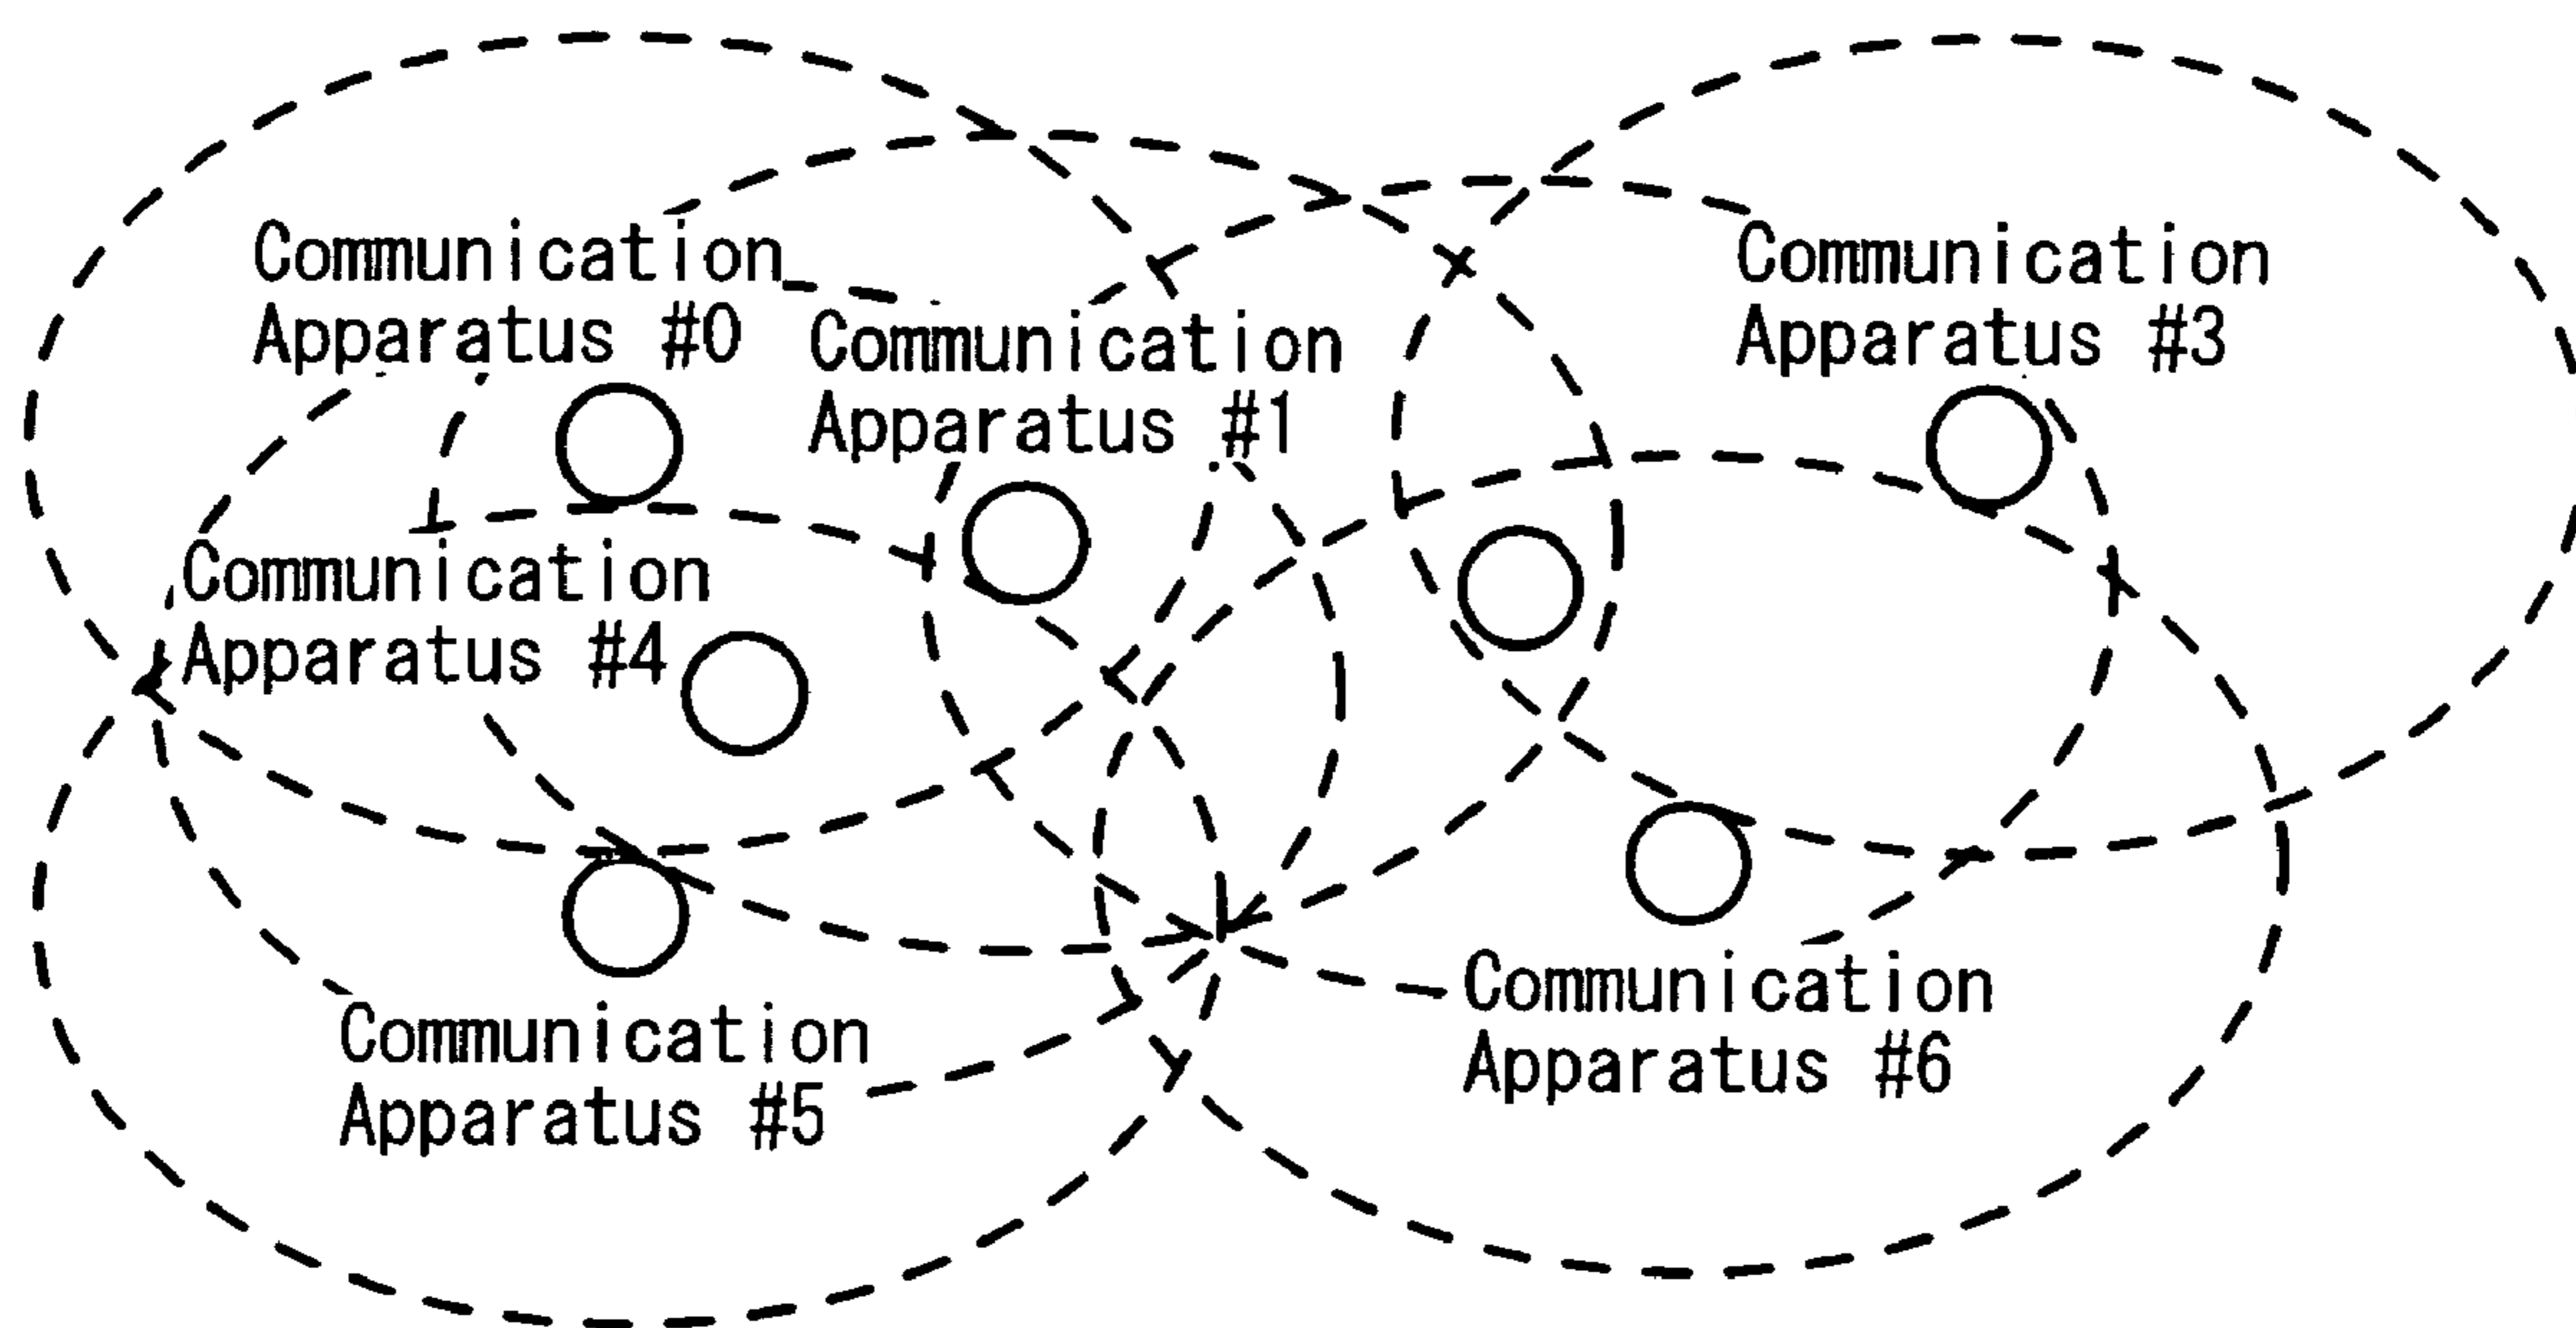 Communication
Apparatus #0
Communication
Apparatus #1
Communication
Apparatus #3
Communication
Apparatus #4
Communication
Apparatus #5
Communication
Apparatus #6